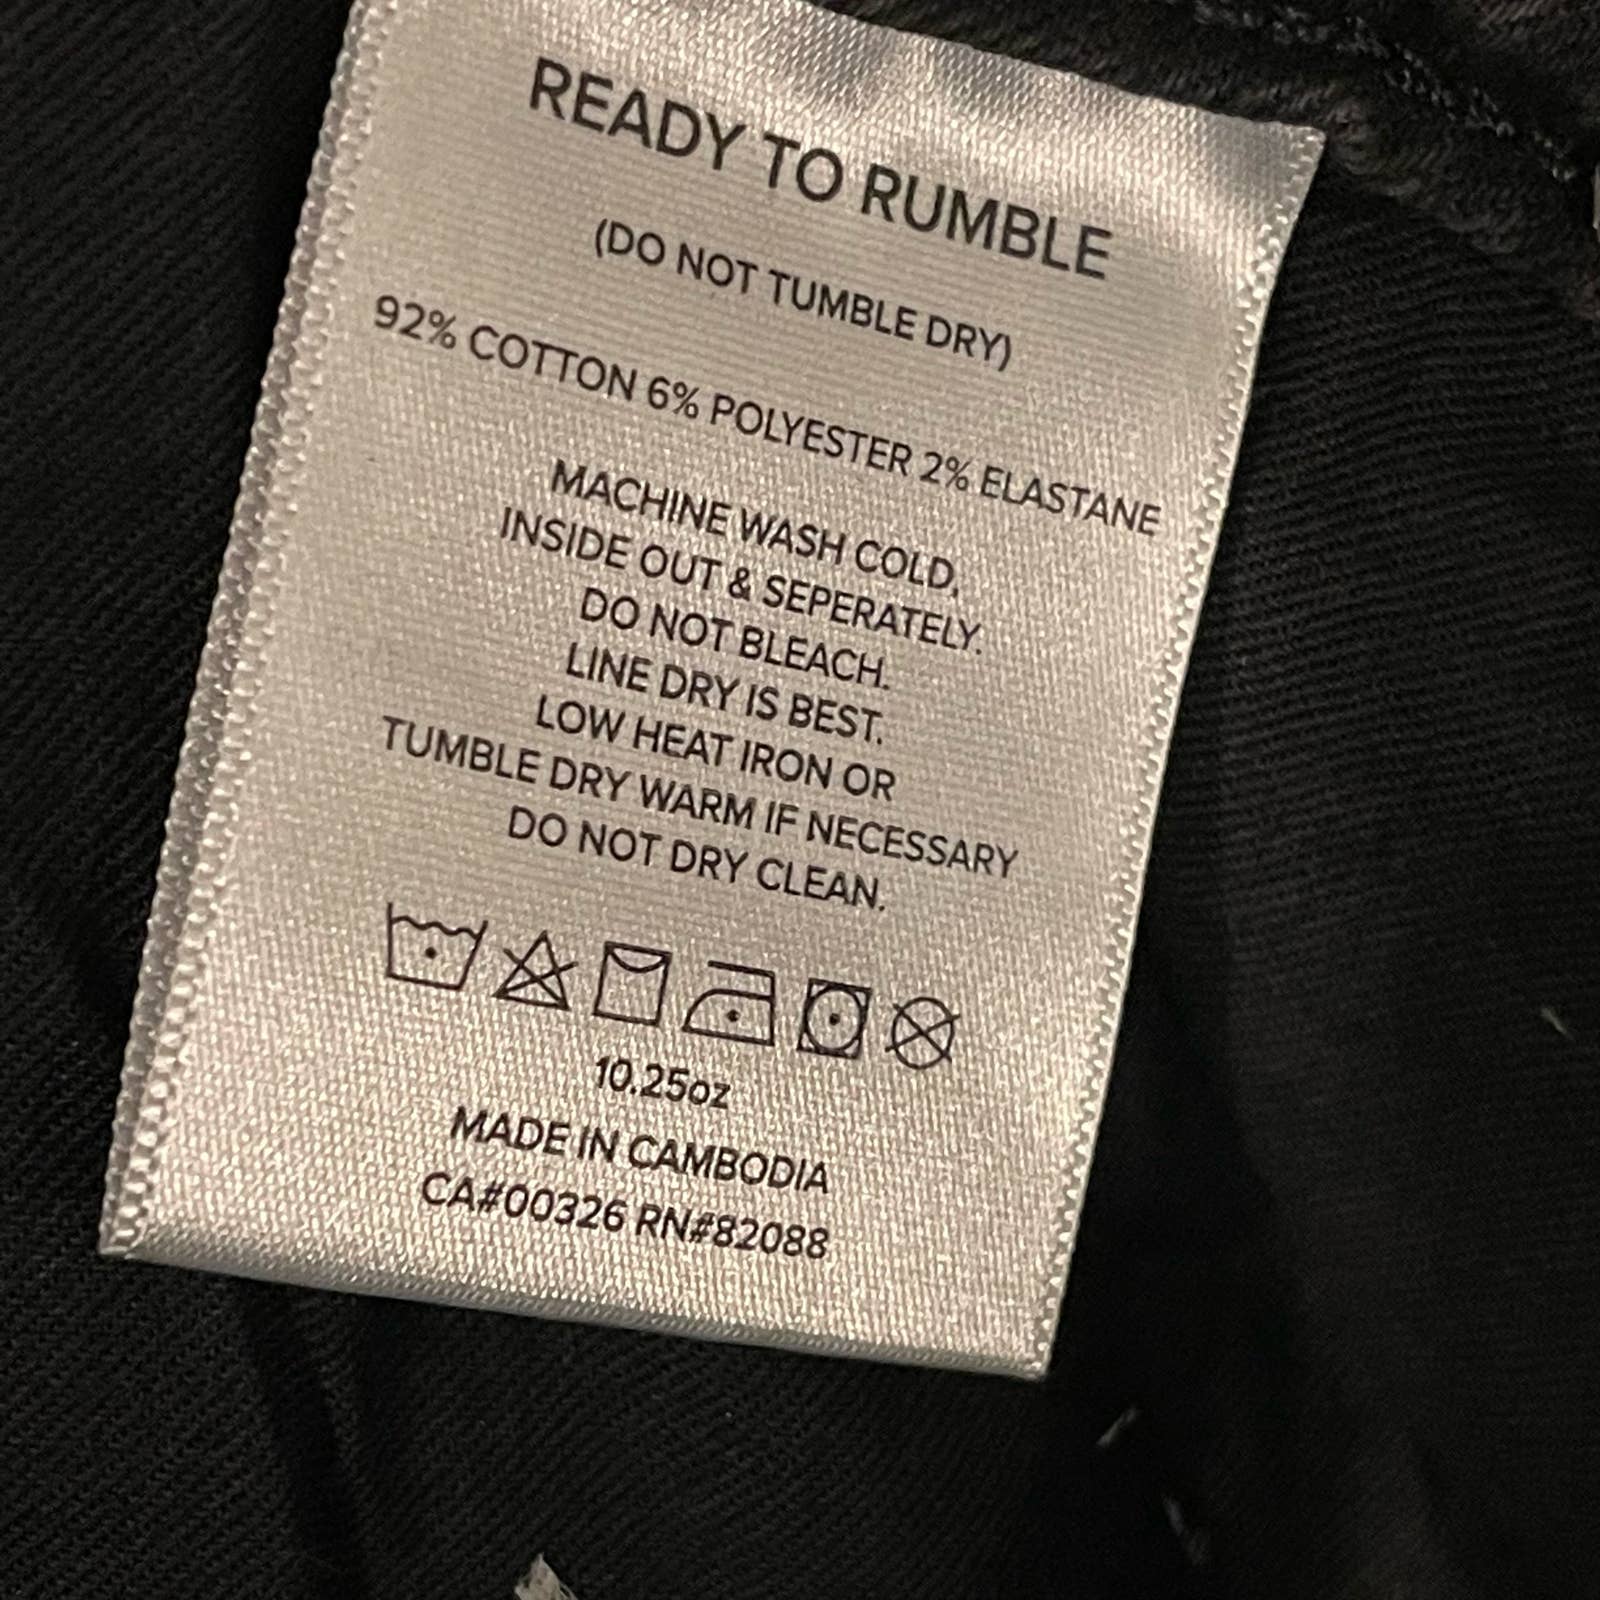 READY TO RUMBLE
(DO NOT TUMBLE DRY)
92% COTTON 6% POLYESTER 2% ELASTANE
MACHINE WASH COLD,
INSIDE OUT & SEPERATELY.
DO NOT BLEACH.
LINE DRY IS BEST.
LOW HEAT IRON OR
TUMBLE DRY WARM IF NECESSARY
DO NOT DRY CLEAN.
10.25oz
MADE IN CAMBODIA
CA#00326 RN#82088